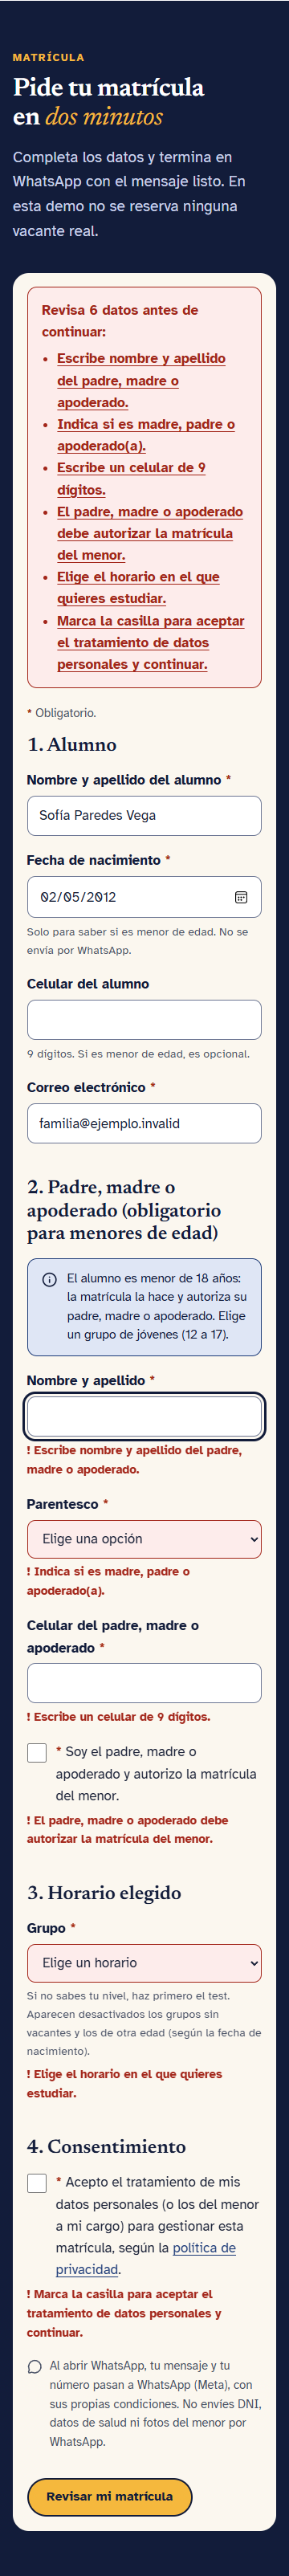 MATRÍCULA
Pide tu matrícula
en dos minutos
Completa los datos y termina en
WhatsApp con el mensaje listo. En
esta demo no se reserva ninguna
vacante real.
Revisa 6 datos antes de
continuar:
• Escribe nombre y apellido
del padre, madre o
apoderado.
• Indica si es madre, padre o
apoderado(a).
• Escribe un celular de 9
dígitos.
• El padre, madre o apoderado
debe autorizar la matrícula
del menor.
• Elige el horario en el que
quieres estudiar.
• Marca la casilla para aceptar
el tratamiento de datos
personales y continuar.
* Obligatorio.
1. Alumno
Nombre y apellido del alumno *
Sofía Paredes Vega
Fecha de nacimiento *
02/05/2012
Solo para saber si es menor de edad. No se
envía por WhatsApp.
Celular del alumno
9 dígitos. Si es menor de edad, es opcional.
Correo electrónico *
familia@ejemplo.invalid
2. Padre, madre o
apoderado (obligatorio
para menores de edad)
El alumno es menor de 18 años:
la matrícula la hace y autoriza su
padre, madre o apoderado. Elige
un grupo de jóvenes (12 a 17).
Nombre y apellido *
! Escribe nombre y apellido del padre,
madre o apoderado.
Parentesco *
Elige una opción
! Indica si es madre, padre o
apoderado(a).
Celular del padre, madre o
apoderado *
! Escribe un celular de 9 dígitos.
* Soy el padre, madre o
apoderado y autorizo la matrícula
del menor.
! El padre, madre o apoderado debe
autorizar la matrícula del menor.
3. Horario elegido
Grupo *
Elige un horario
Si no sabes tu nivel, haz primero el test.
Aparecen desactivados los grupos sin
vacantes y los de otra edad (según la fecha de
nacimiento).
! Elige el horario en el que quieres
estudiar.
4. Consentimiento
* Acepto el tratamiento de mis
datos personales (o los del menor
a mi cargo) para gestionar esta
matrícula, según la política de
privacidad.
! Marca la casilla para aceptar el
tratamiento de datos personales y
continuar.
Al abrir WhatsApp, tu mensaje y tu
número pasan a WhatsApp (Meta), con
sus propias condiciones. No envíes DNI,
datos de salud ni fotos del menor por
WhatsApp.
Revisar mi matrícula